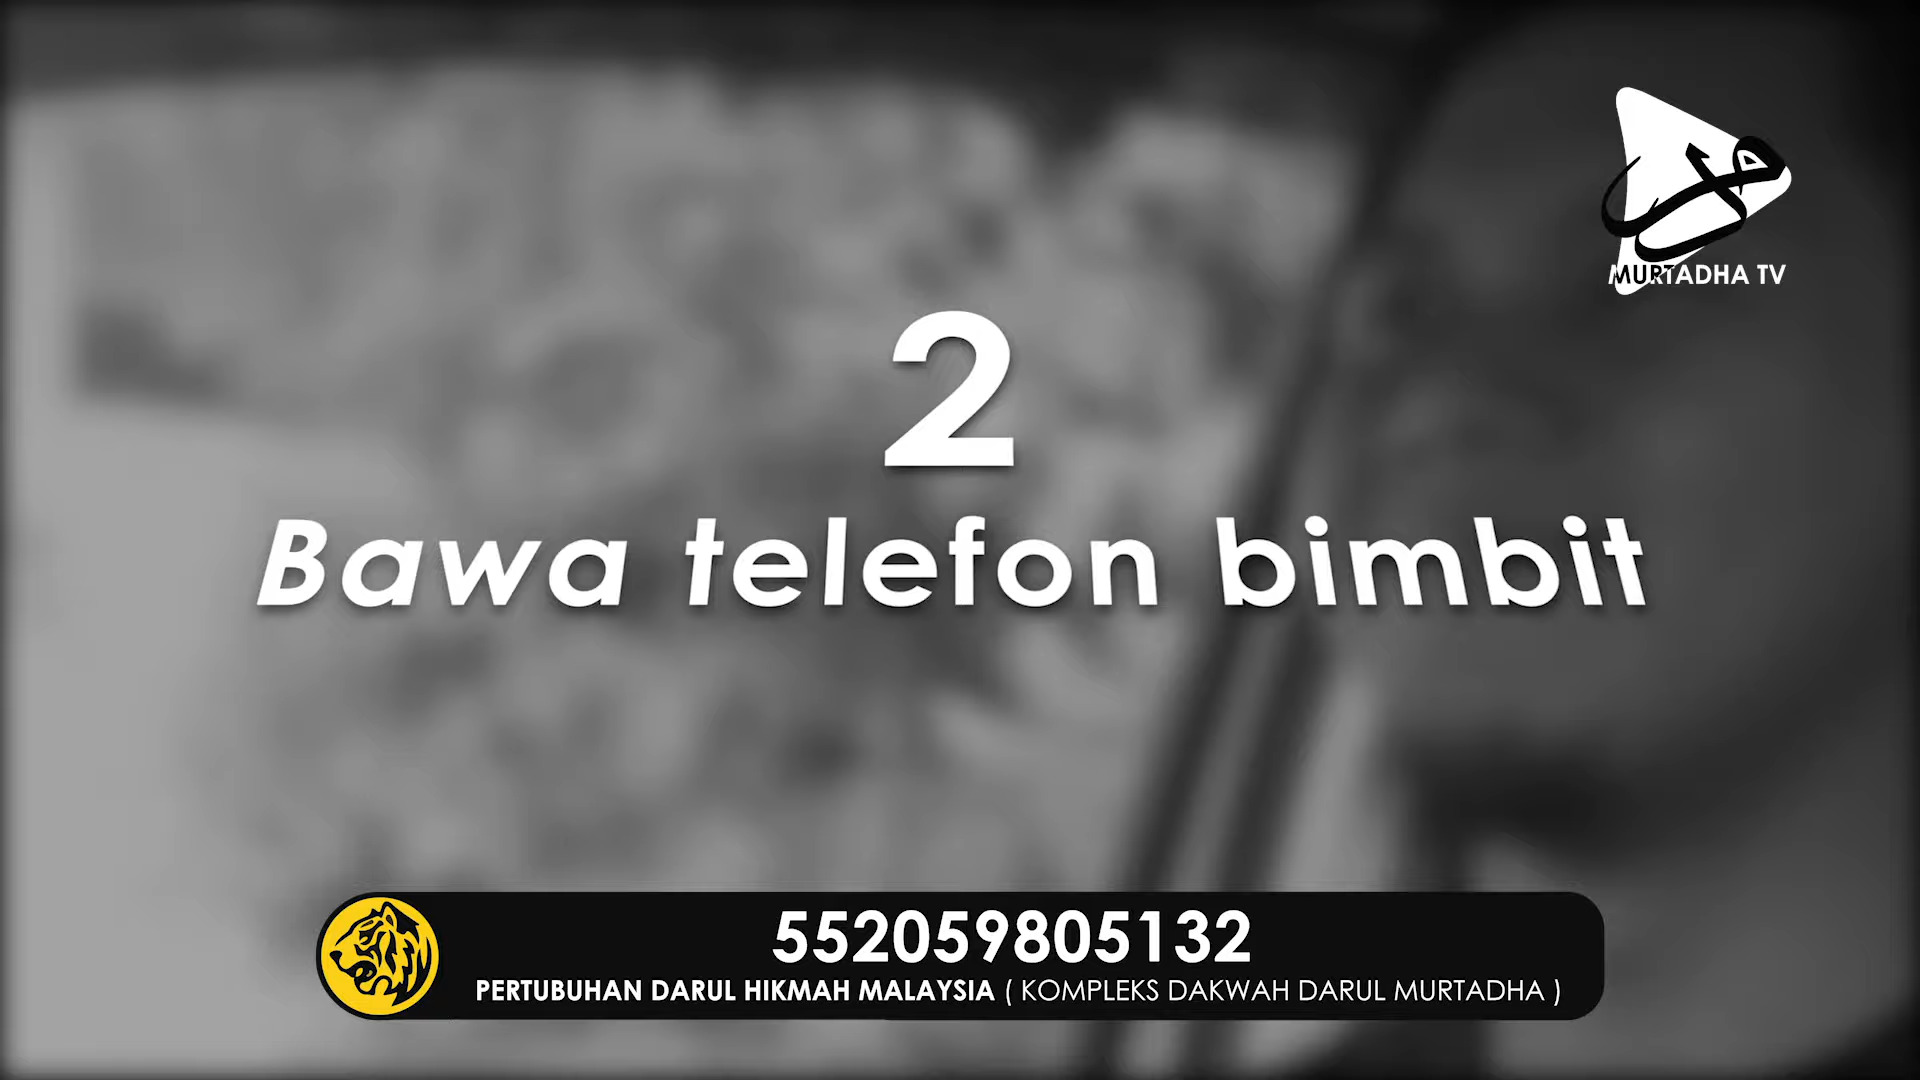 MURTADHA TV
2
Bawa telefon bimbit
552059805132
PERTUBUHAN DARUL HIKMAH MALAYSIA ( KOMPLEKS DAKWAH DARUL MURTADHA )